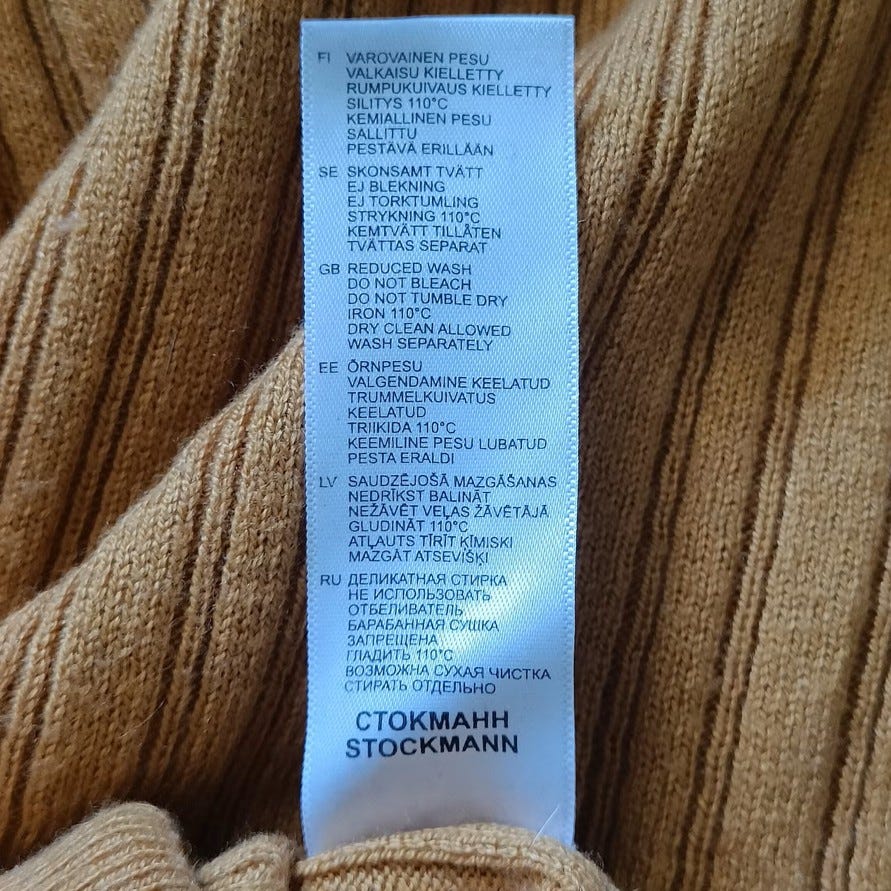 FI VAROVAINEN PESU
VALKAISU KIELLETTY
RUMPUKUIVAUS KIELLETTY
SILITYS 110°C
KEMIALLINEN PESU
SALLITTU
PESTÄVÄ ERILLÄÄN
SE SKONSAMT TVÄTT
EJ BLEKNING
EJ TORKTUMLING
STRYKNING 110°C
KEMTVÄTT TILLÅTEN
TVÄTTAS SEPARAT
GB REDUCED WASH
DO NOT BLEACH
DO NOT TUMBLE DRY
IRON 110°C
DRY CLEAN ALLOWED
WASH SEPARATELY
EE ÕRNPESU
VALGENDAMINE KEELATUD
TRUMMELKUIVATUS
KEELATUD
TRIIKIDA 110°C
KEEMILINE PESU LUBATUD
PESTA ERALDI
LV SAUDZĒJOŠĀ MAZGĀŠANAS
NEDRĪKST BALINĀT
NEŽĀVĒT VEĻAS ŽĀVĒTĀJĀ
GLUDINĀT 110°C
ATĻAUTS TĪRĪT ĶĪMISKI
MAZGĀT ATSEVIŠĶI
RU ДЕЛИКАТНАЯ СТИРКА
НЕ ИСПОЛЬЗОВАТЬ
ОТБЕЛИВАТЕЛЬ
БАРАБАННАЯ СУШКА
ЗАПРЕЩЕНА
ГЛАДИТЬ 110°C
ВОЗМОЖНА СУХАЯ ЧИСТКА
СТИРАТЬ ОТДЕЛЬНО
СТОКМАНН
STOCKMANN